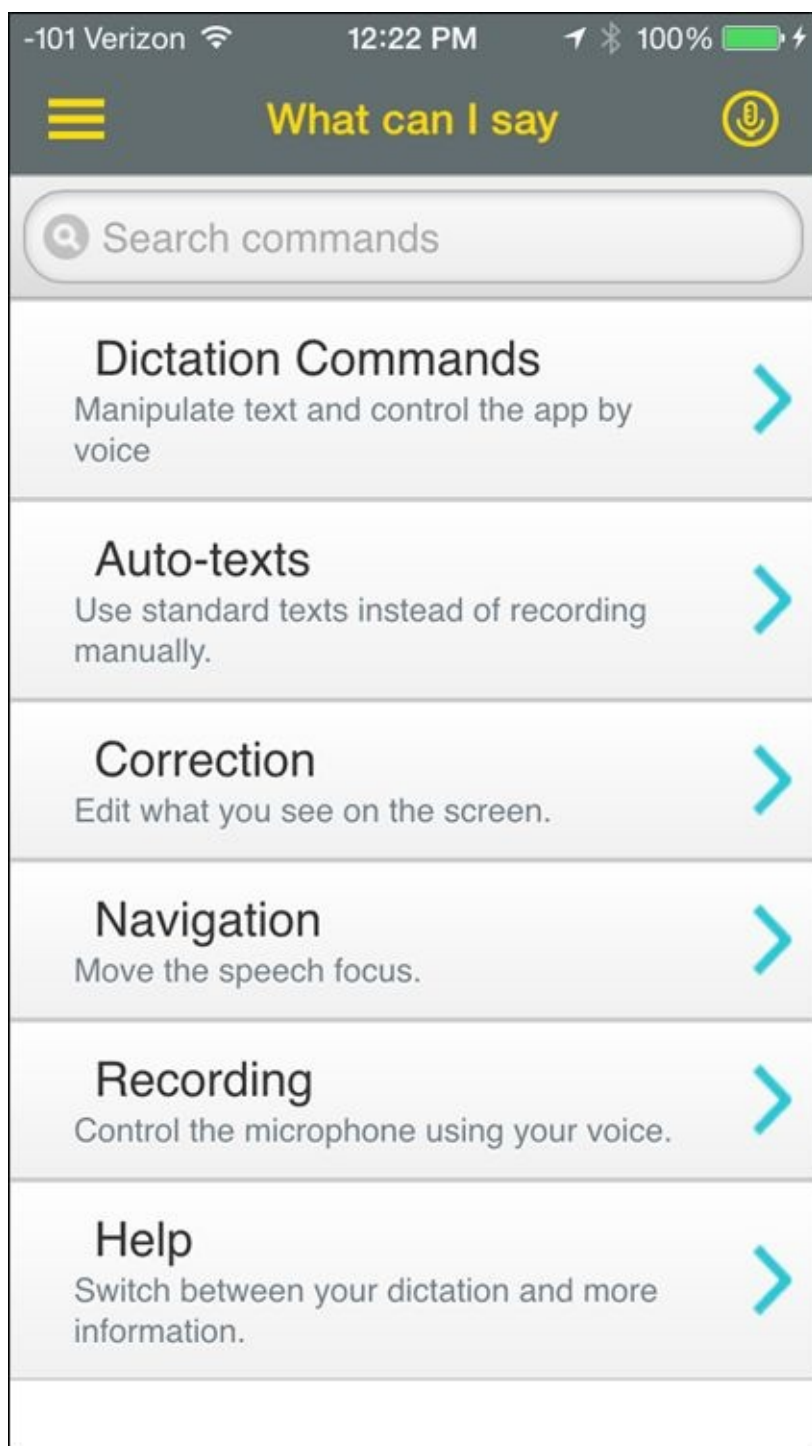 -101 Verizon 12:22 PM 100%
What can I say
Search commands
Dictation Commands
Manipulate text and control the app by
voice
Auto-texts
Use standard texts instead of recording
manually.
Correction
Edit what you see on the screen.
Navigation
Move the speech focus.
Recording
Control the microphone using your voice.
Help
Switch between your dictation and more
information.